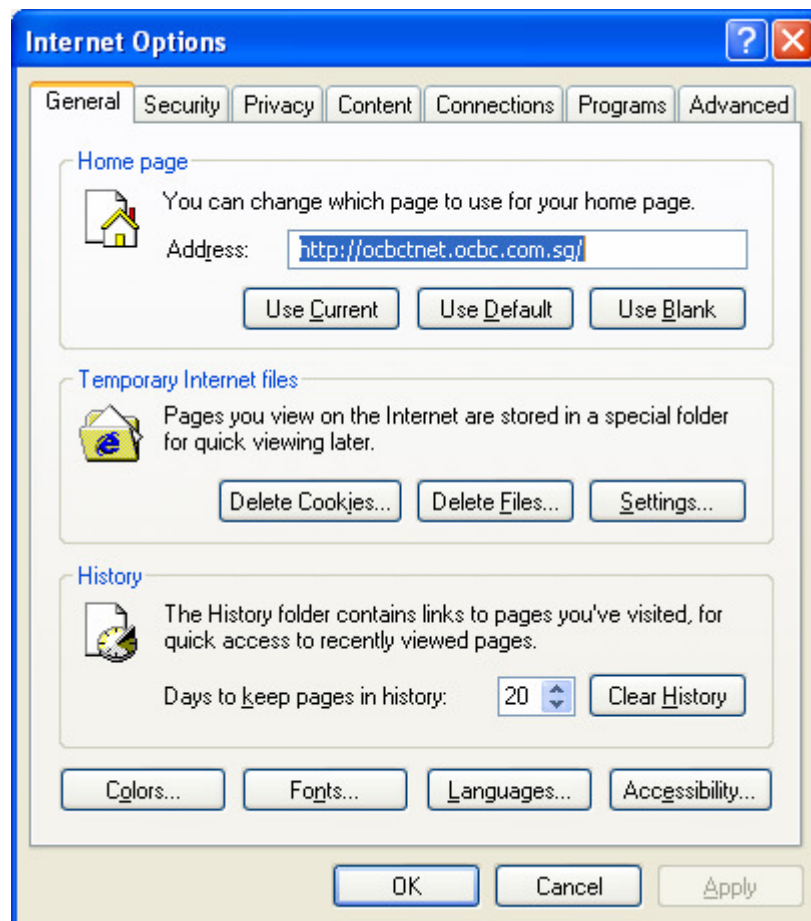 Internet Options
General Security Privacy Content Connections Programs Advanced
Home page
You can change which page to use for your home page.
Address: http://ocbctnet.ocbc.com.sg/
Use Current Use Default Use Blank
Temporary Internet files
Pages you view on the Internet are stored in a special folder
for quick viewing later.
Delete Cookies... Delete Files... Settings...
History
The History folder contains links to pages you've visited, for
quick access to recently viewed pages.
Days to keep pages in history: 20 Clear History
Colors... Fonts... Languages... Accessibility...
OK Cancel Apply